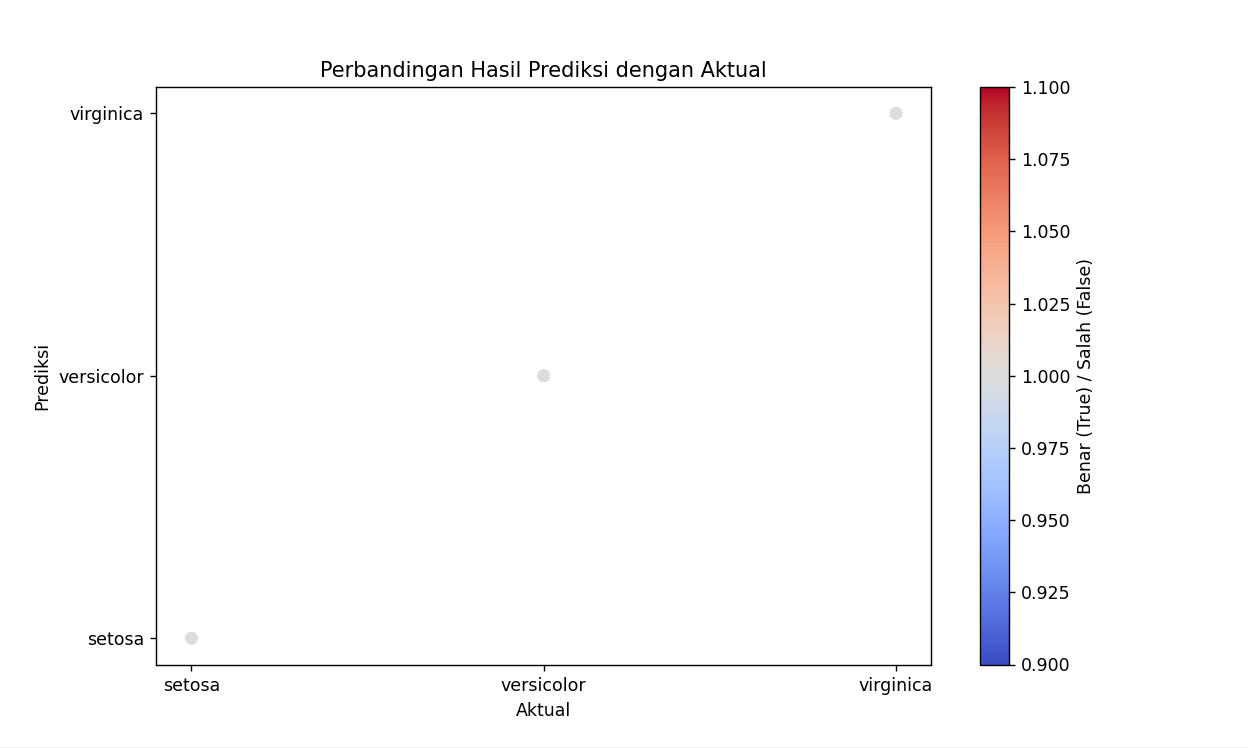 Perbandingan Hasil Prediksi dengan Aktual
virginica
versicolor
setosa
Prediksi
setosa
versicolor
virginica
Aktual
1.100
1.075
1.050
1.025
1.000
0.975
0.950
0.925
0.900
Benar (True) / Salah (False)